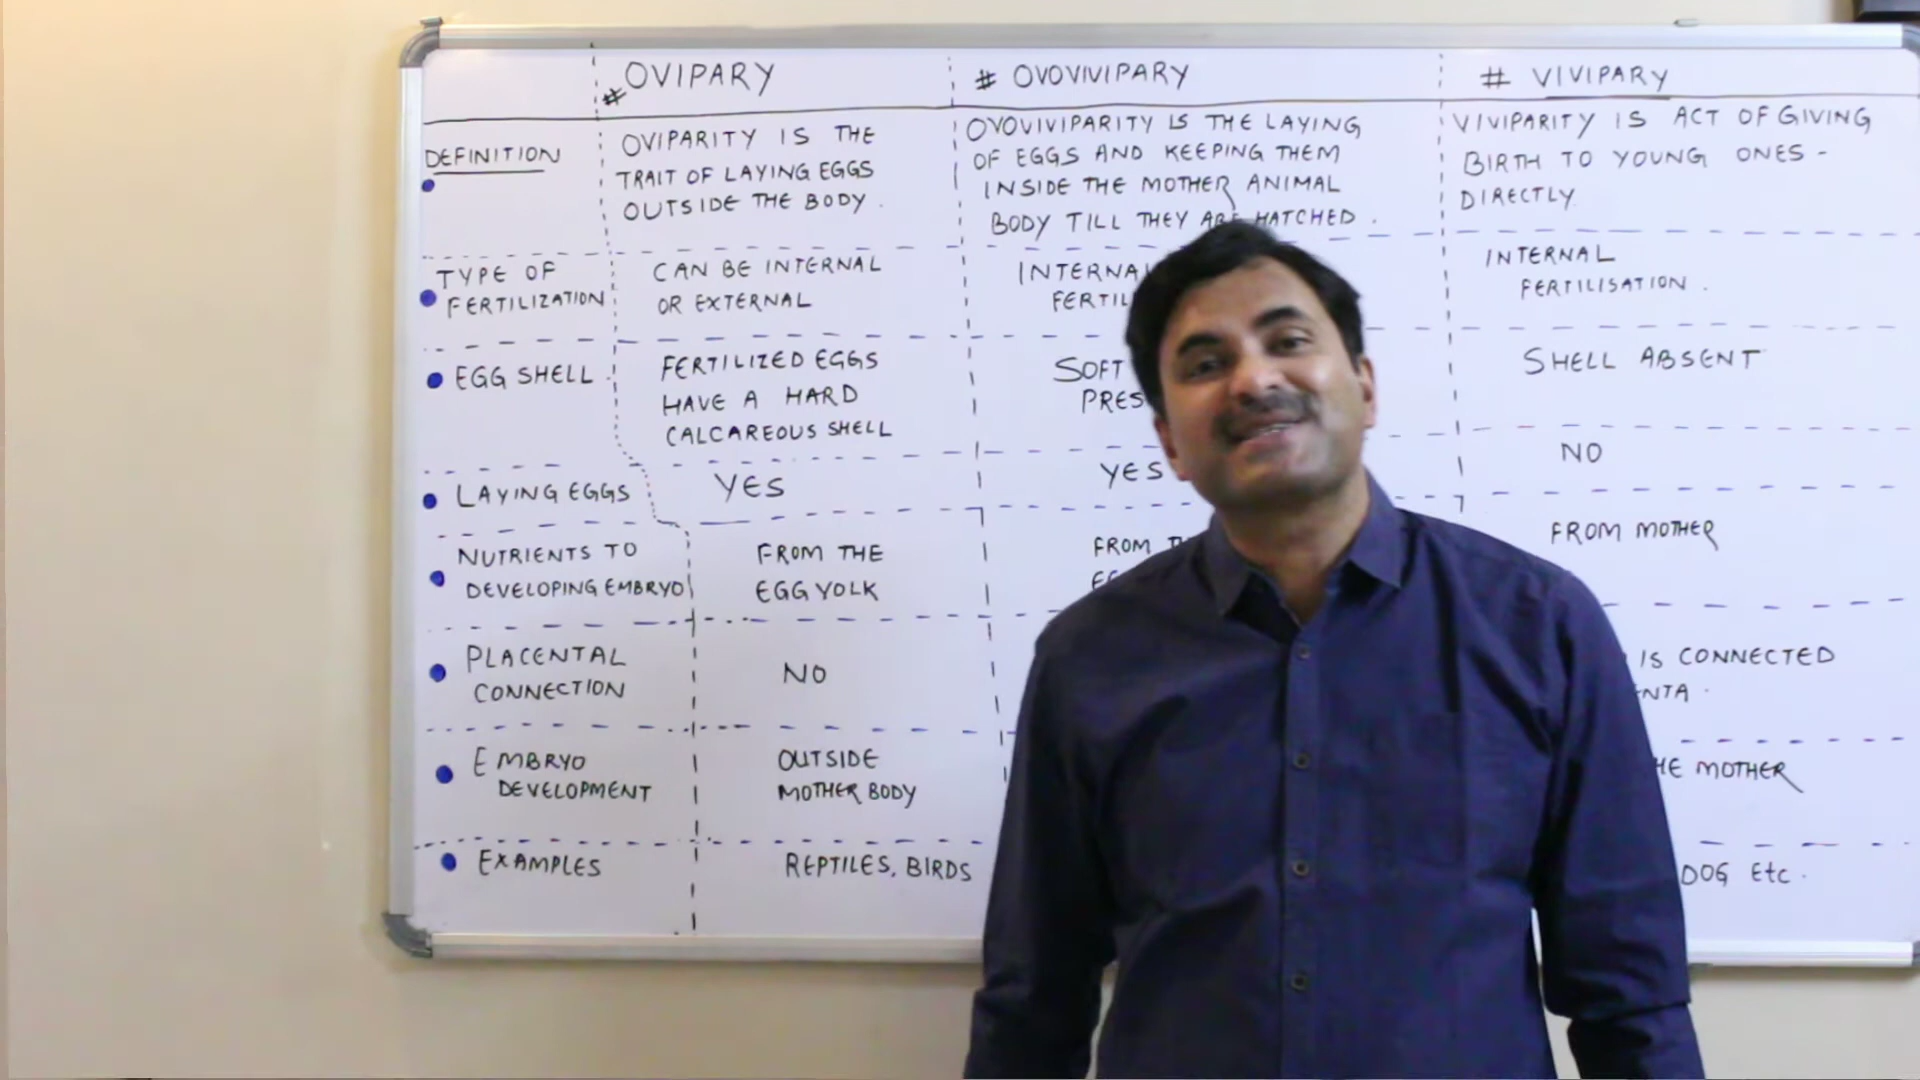 # OVIPARY
# OVOVIVIPARY
# VIVIPARY
DEFINITION
OVIPARITY IS THE
TRAIT OF LAYING EGGS
OUTSIDE THE BODY.
OVOVIVIPARITY IS THE LAYING
OF EGGS AND KEEPING THEM
INSIDE THE MOTHER ANIMAL
BODY TILL THEY ARE HATCHED.
VIVIPARITY IS ACT OF GIVING
BIRTH TO YOUNG ONES -
DIRECTLY.
TYPE OF
FERTILIZATION
CAN BE INTERNAL
OR EXTERNAL
INTERNAL
INTERNAL
FERTILISATION.
EGG SHELL.
FERTILIZED EGGS
HAVE A HARD
CALCAREOUS SHELL
SOFT
SHELL ABSENT
LAYING EGGS
YES
YES
NO
NUTRIENTS TO
DEVELOPING EMBRYO
FROM THE
EGG YOLK
FROM
FROM MOTHER
PLACENTAL
CONNECTION
NO
IS CONNECTED
EMBRYO
DEVELOPMENT
OUTSIDE
MOTHER BODY
MOTHER
EXAMPLES
REPTILES, BIRDS
DOG Etc.